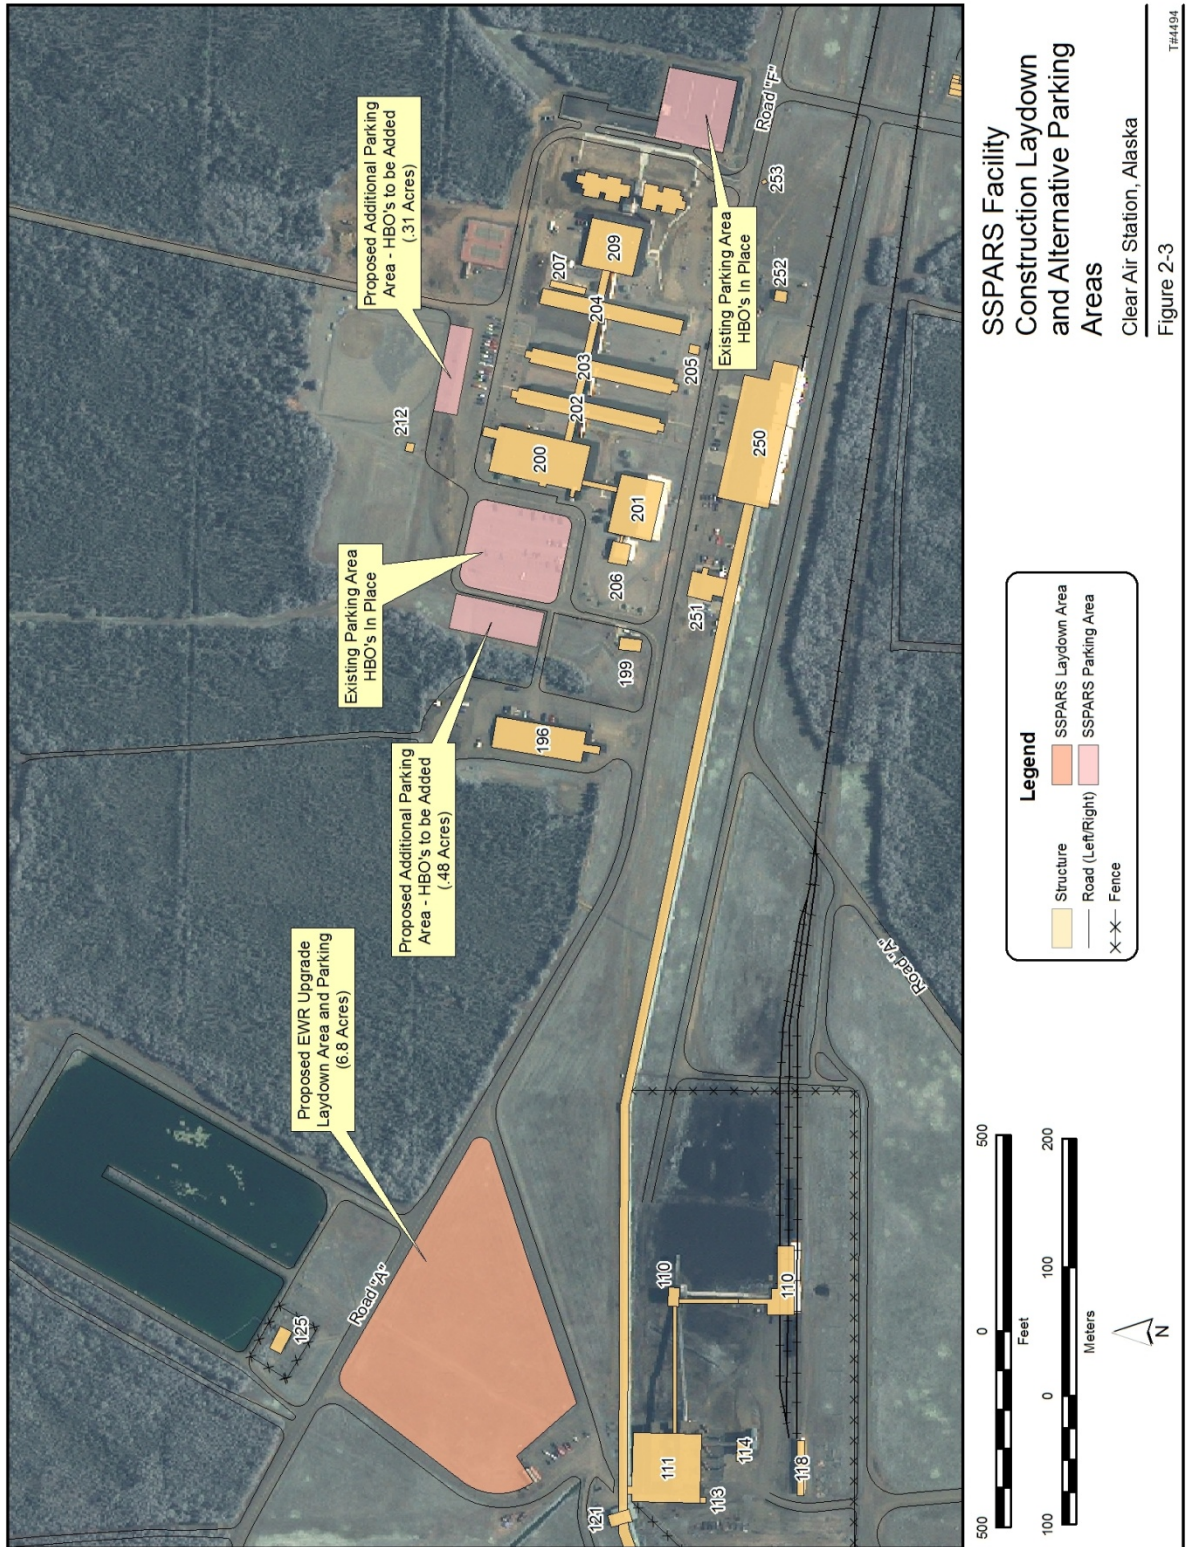 Proposed Additional Parking
Area - HBO's to be Added
(.31 Acres)
Existing Parking Area
HBO's In Place
Proposed Additional Parking
Area - HBO's to be Added
(.48 Acres)
Proposed EWR Upgrade
Laydown Area and Parking
(6.8 Acres)
Existing Parking Area
HBO's In Place
Road "F"
Road "A"
Road "A"
212
207
209
204
203
202
200
201
206
205
253
252
250
251
199
196
125
110
110
111
113
114
118
121
SSPARS Facility
Construction Laydown
and Alternative Parking
Areas
Clear Air Station, Alaska
Figure 2-3
T#4494
Legend
Structure
Road (Left/Right)
Fence
SSPARS Laydown Area
SSPARS Parking Area
500 0 500
Feet
100 0 100 200
Meters
N